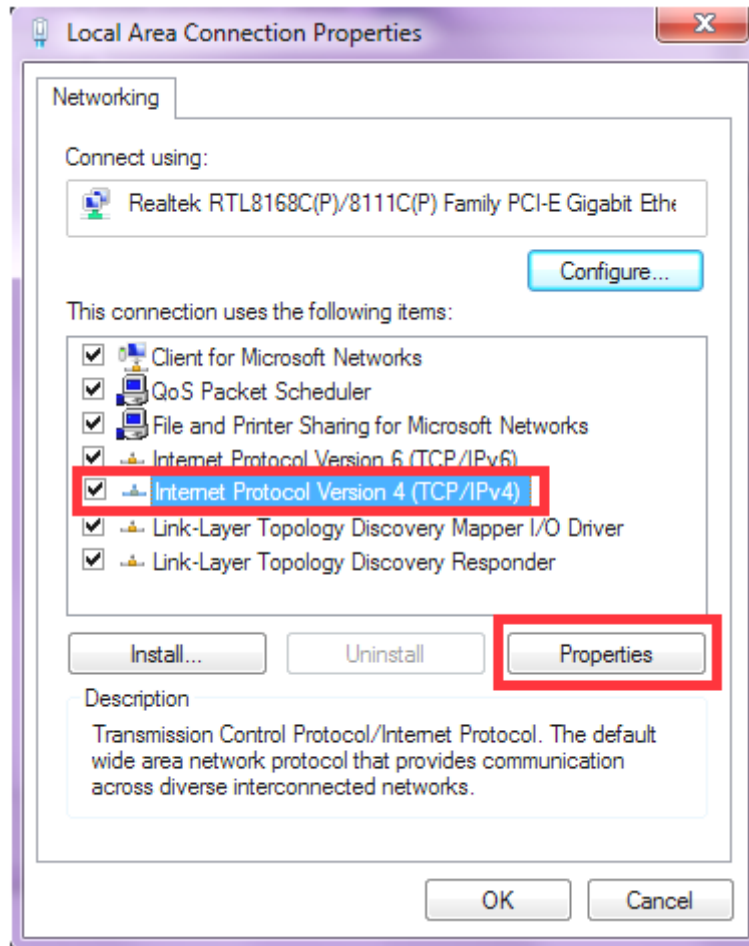 Local Area Connection Properties
Networking
Connect using:
Realtek RTL8168C(P)/8111C(P) Family PCI-E Gigabit Ethe
Configure...
This connection uses the following items:
Client for Microsoft Networks
QoS Packet Scheduler
File and Printer Sharing for Microsoft Networks
Internet Protocol Version 6 (TCP/IPv6)
Internet Protocol Version 4 (TCP/IPv4)
Link-Layer Topology Discovery Mapper I/O Driver
Link-Layer Topology Discovery Responder
Install... Uninstall Properties
Description
Transmission Control Protocol/Internet Protocol. The default
wide area network protocol that provides communication
across diverse interconnected networks.
OK Cancel